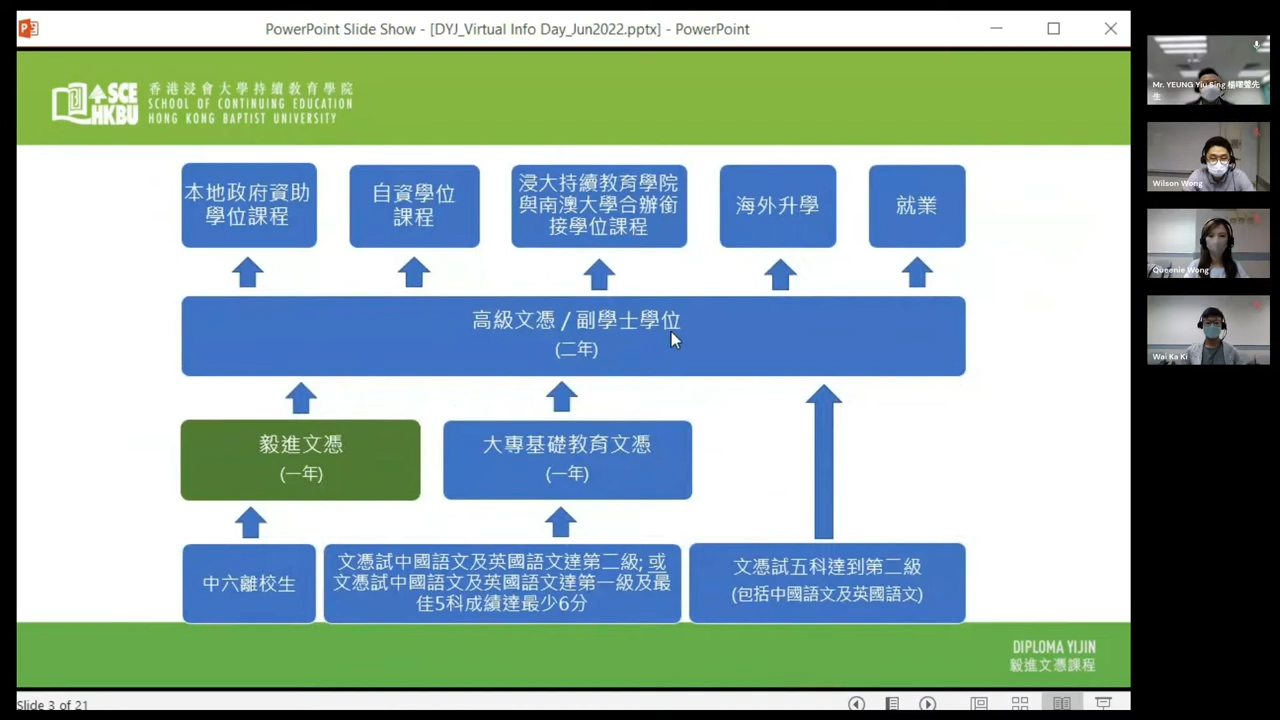 PowerPoint Slide Show - [DYJ_Virtual Info Day_Jun2022.pptx] - PowerPoint
SCE
HKBU
香港浸會大學持續教育學院
SCHOOL OF CONTINUING EDUCATION
HONG KONG BAPTIST UNIVERSITY
本地政府資助
學位課程
自資學位
課程
浸大持續教育學院
與南澳大學合辦銜
接學位課程
海外升學
就業
高級文憑 / 副學士學位
(二年)
毅進文憑
(一年)
大專基礎教育文憑
(一年)
中六離校生
文憑試中國語文及英國語文達第二級; 或
文憑試中國語文及英國語文達第一級及最
佳5科成績達最少6分
文憑試五科達到第二級
(包括中國語文及英國語文)
DIPLOMA YIJIN
毅進文憑課程
Slide 3 of 21
Mr. YEUNG Yiu Sing 楊曜聲先
生
Wilson Wong
Queenie Wong
Wai Ka Ki